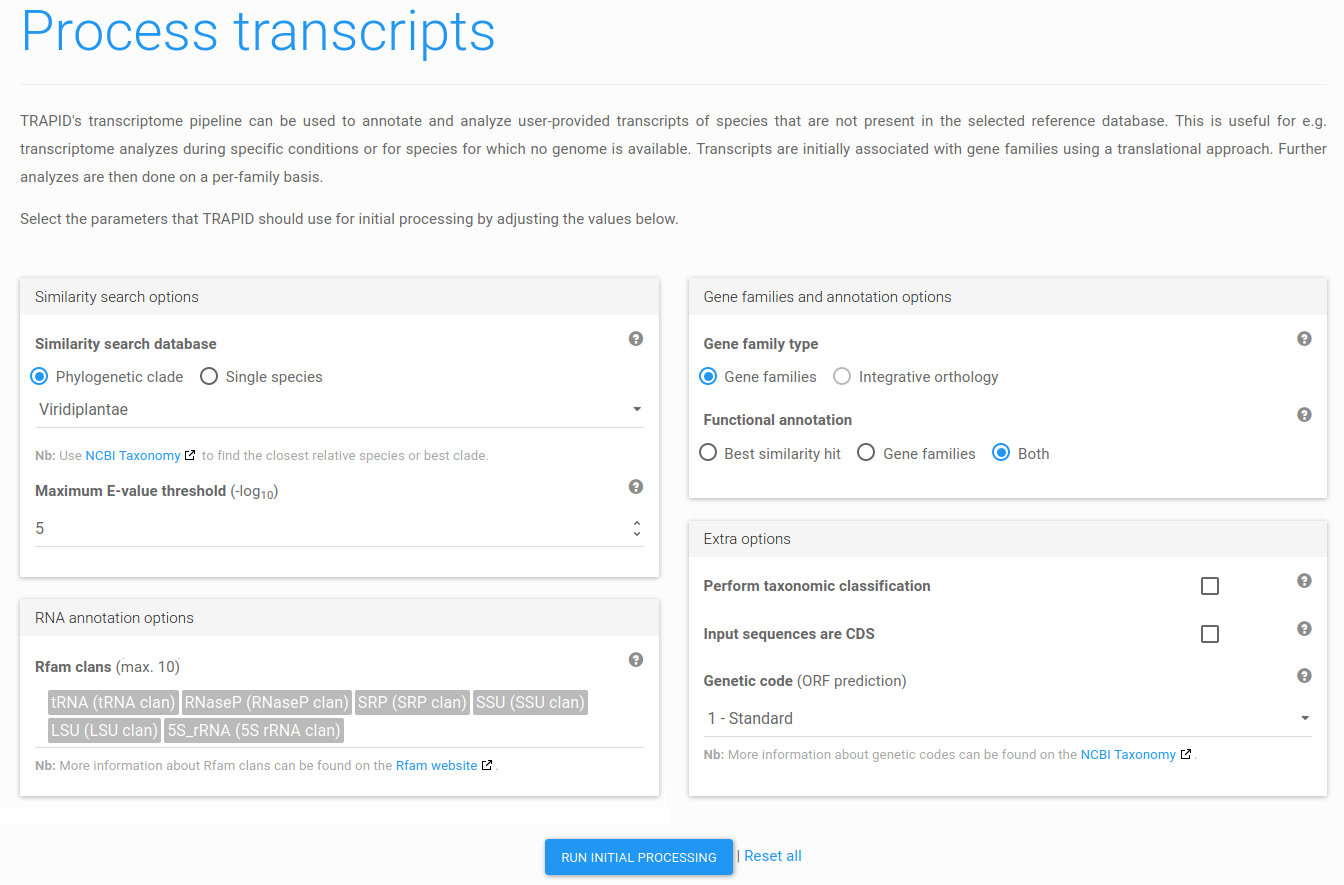 Process transcripts
TRAPID's transcriptome pipeline can be used to annotate and analyze user-provided transcripts of species that are not present in the selected reference database. This is useful for e.g.
transcriptome analyzes during specific conditions or for species for which no genome is available. Transcripts are initially associated with gene families using a translational approach. Further
analyzes are then done on a per-family basis.
Select the parameters that TRAPID should use for initial processing by adjusting the values below.
Similarity search options
Similarity search database
Phylogenetic clade Single species
Viridiplantae
Nb: Use NCBI Taxonomy to find the closest relative species or best clade.
Maximum E-value threshold (-log10)
5
RNA annotation options
Rfam clans (max. 10)
tRNA (tRNA clan) RNaseP (RNaseP clan) SRP (SRP clan) SSU (SSU clan)
LSU (LSU clan) 5S_rRNA (5S rRNA clan)
Nb: More information about Rfam clans can be found on the Rfam website .
Gene families and annotation options
Gene family type
Gene families Integrative orthology
Functional annotation
Best similarity hit Gene families Both
Extra options
Perform taxonomic classification
Input sequences are CDS
Genetic code (ORF prediction)
1 - Standard
Nb: More information about genetic codes can be found on the NCBI Taxonomy .
RUN INITIAL PROCESSING | Reset all